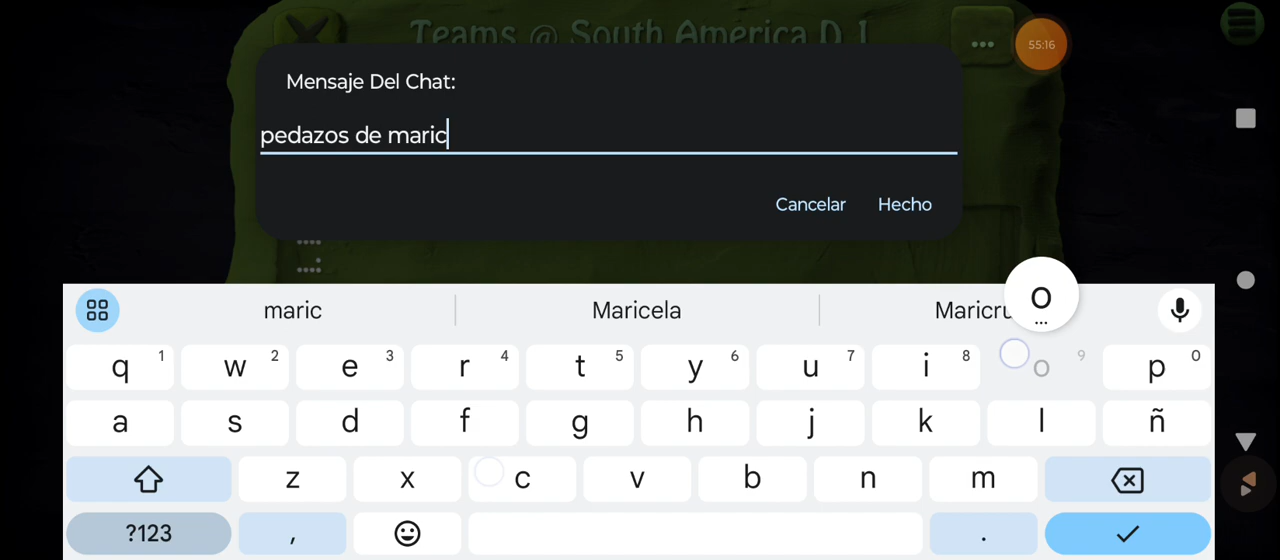 Teams @ South America D.1
...
55:16
Mensaje Del Chat:
pedazos de maric
Cancelar Hecho
maric Maricela Maricru
o
...
q 1 w 2 e 3 r 4 t 5 y 6 u 7 i 8 o 9 p 0
a s d f g h j k l ñ
z x c v b n m
?123 , .